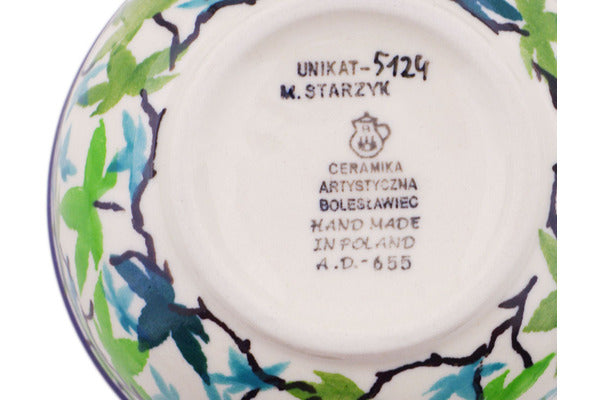 UNIKAT-5124
M. STARZYK
CERAMIKA
ARTYSTYCZNA
BOLESŁAWIEC
HAND MADE
IN POLAND
A.D.-655